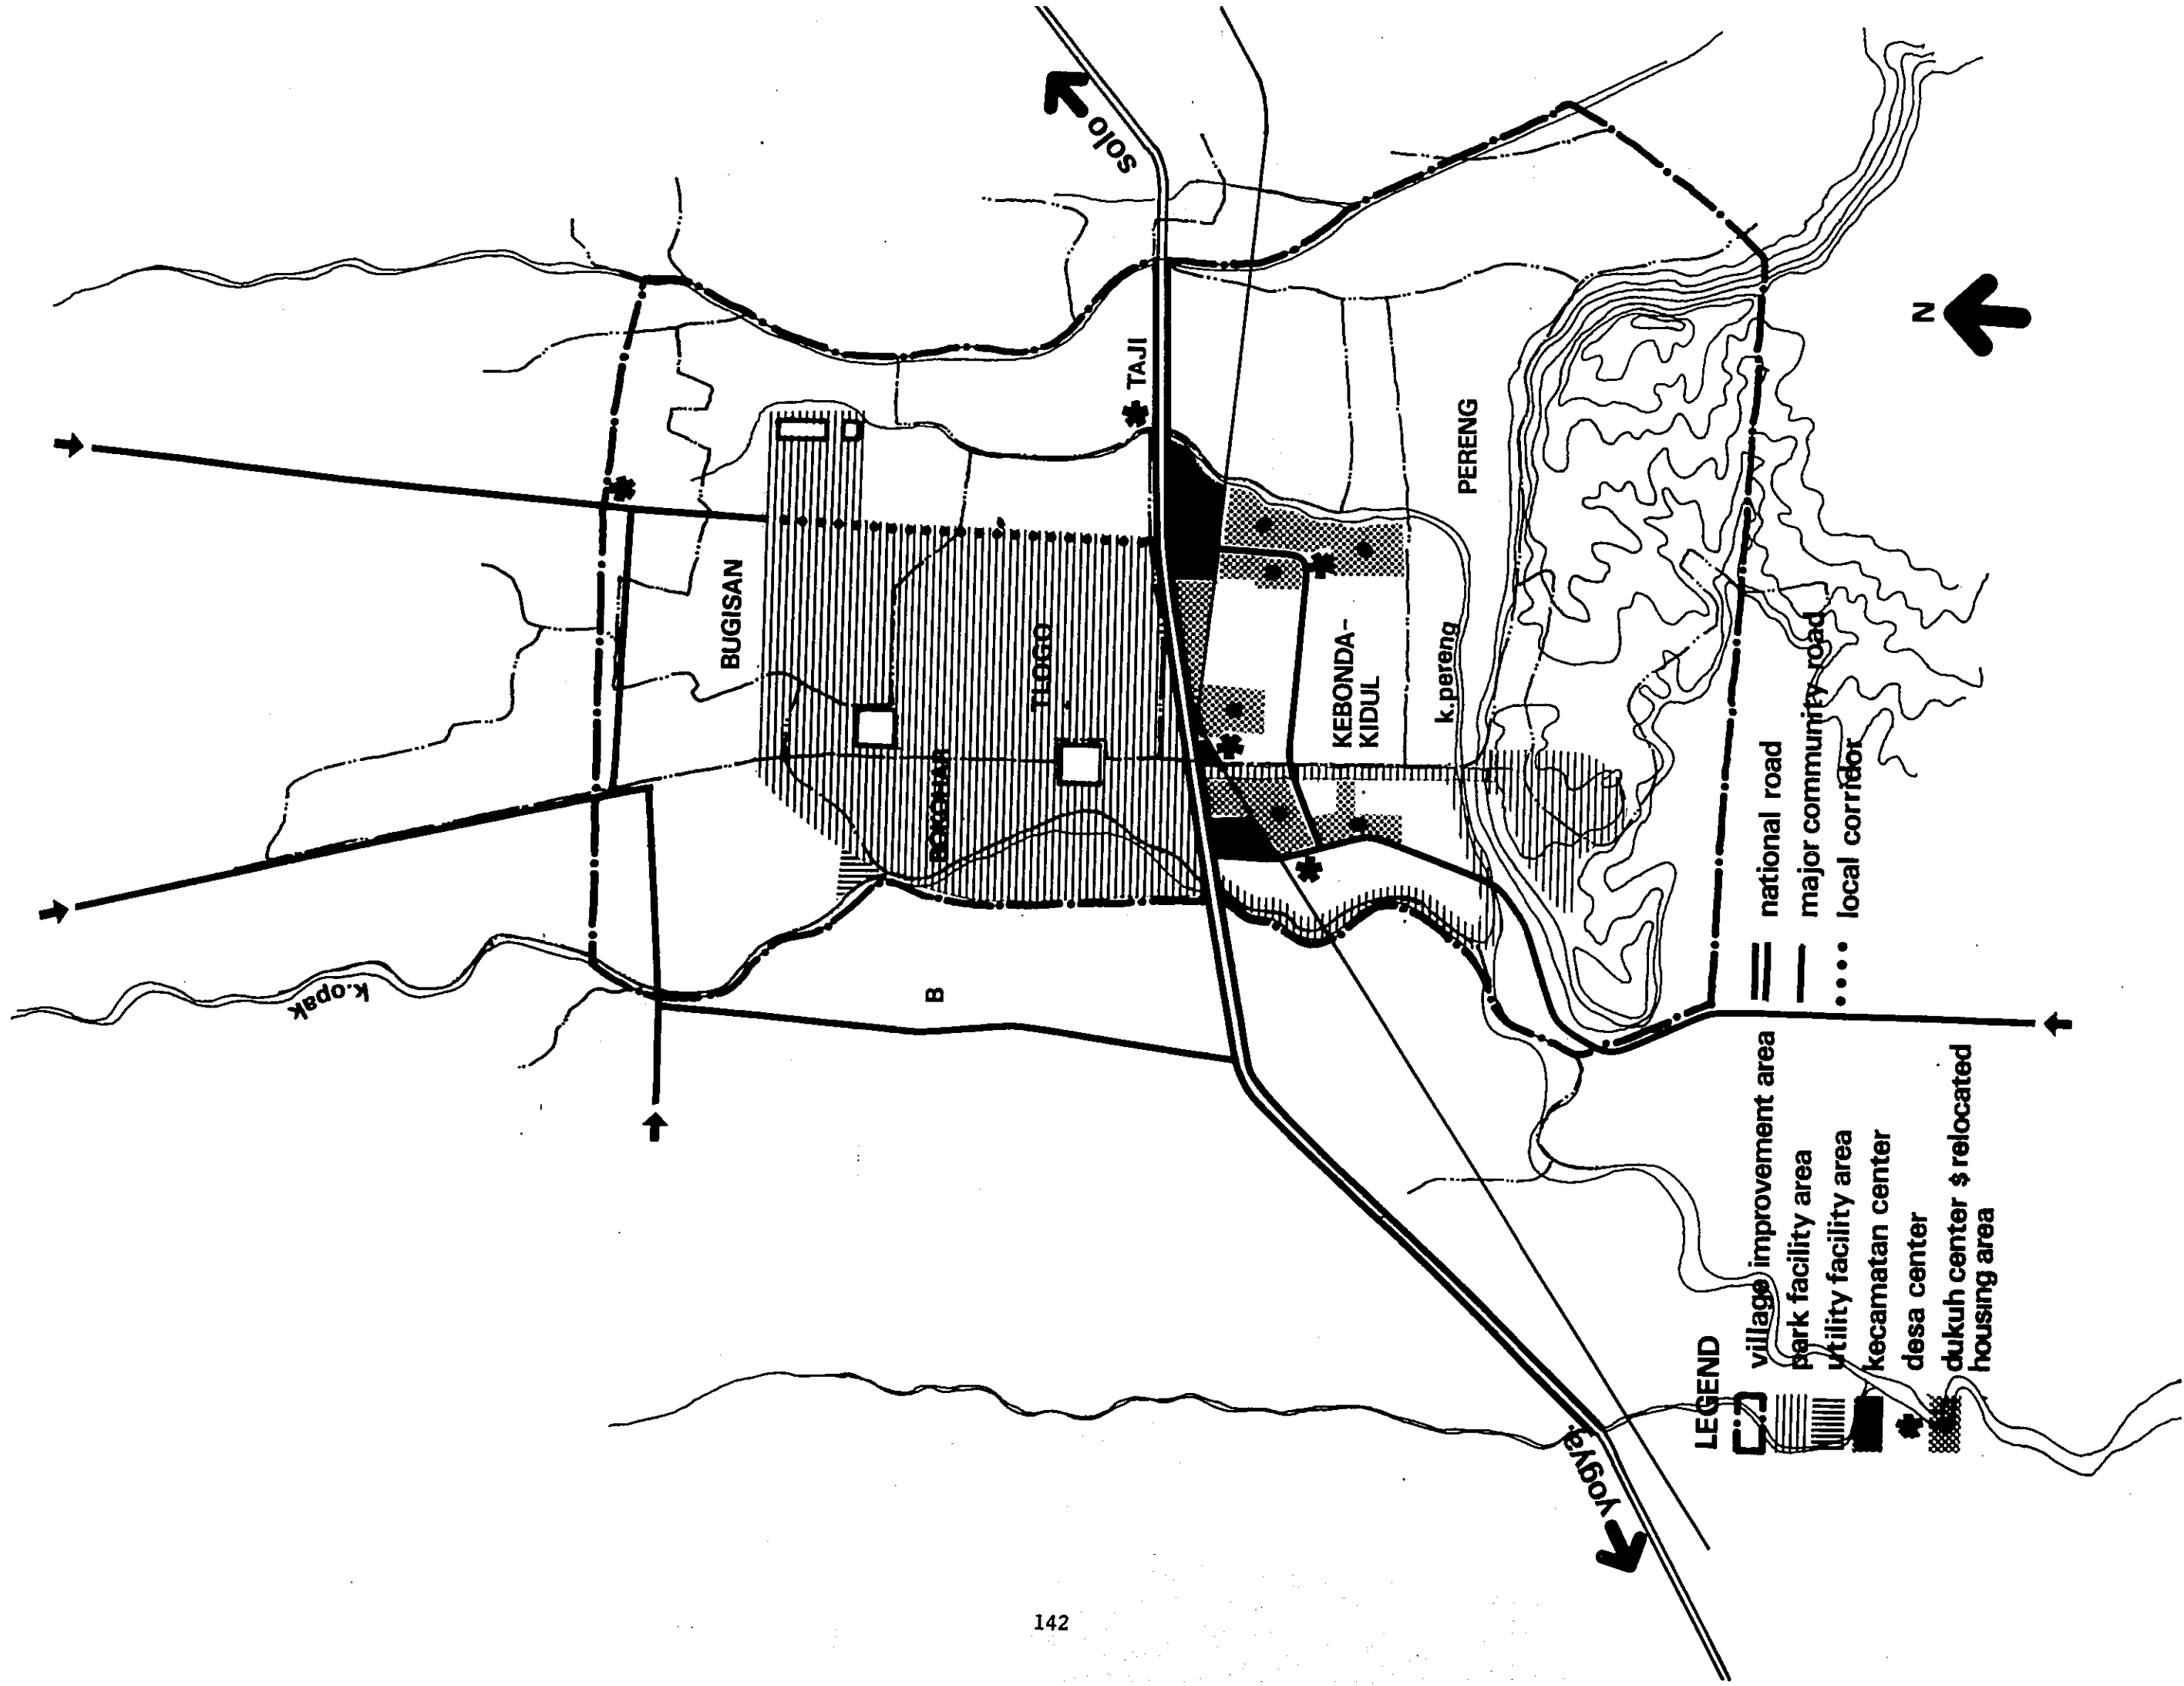 solo
TAJI
BUGISAN
TLOGO
BOKOHAR
PERENG
KEBONDA-
KIDUL
k.pereng
k.opak
B
N
yogya
LEGEND
village improvement area
park facility area
utility facility area
kecamatan center
desa center
dukuh center $ relocated
housing area
national road
major community road
local corridor
142